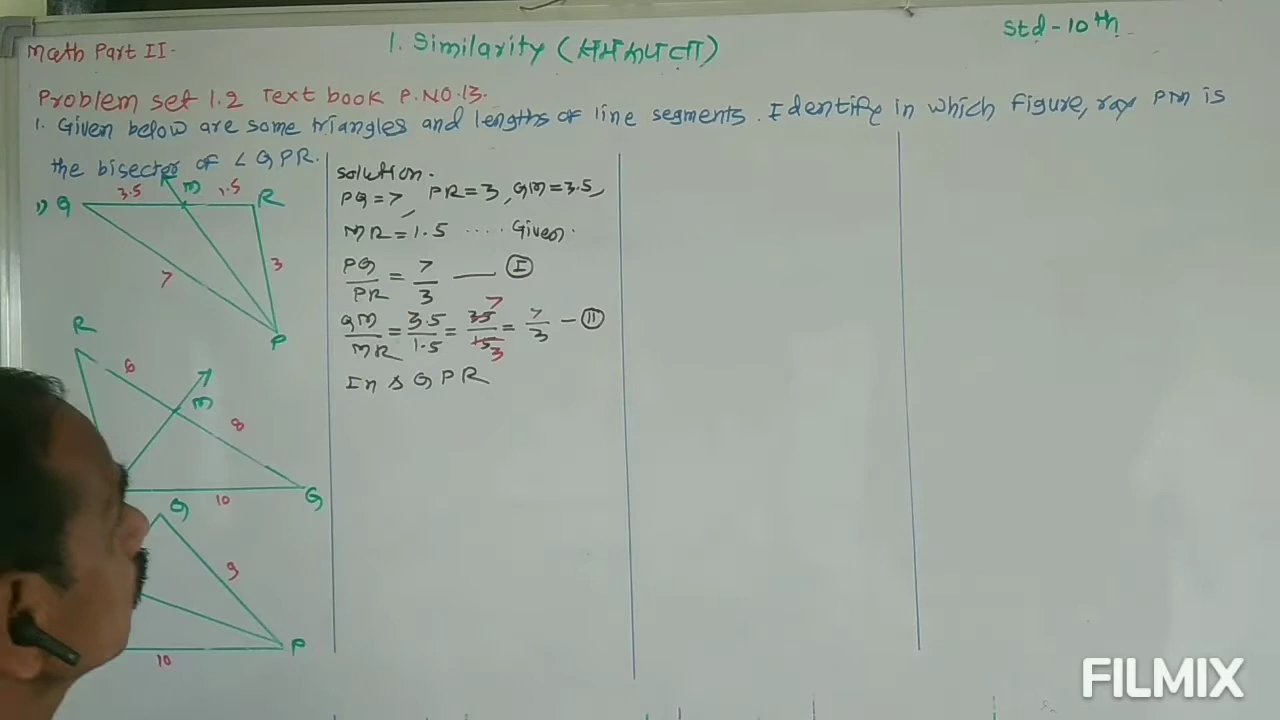 Std-10th
Math Part II.
1. Similarity (समरूपता)
Problem set 1.2 Text book P.NO.13.
1. Given below are some triangles and lengths of line segments. Identify in which figure, ray PM is
the bisector of ∠QPR.
1) Q 3.5 M 1.5 R
7 3
P
R
6
M
8
10 Q
Q
9
10 P
Solution.
PQ=7, PR=3, QM=3.5,
MR=1.5 .... Given.
PQ/PR = 7/3 — I
QM/MR = 3.5/1.5 = 35/15 = 7/3 — II
7
3
In △QPR
FILMIX